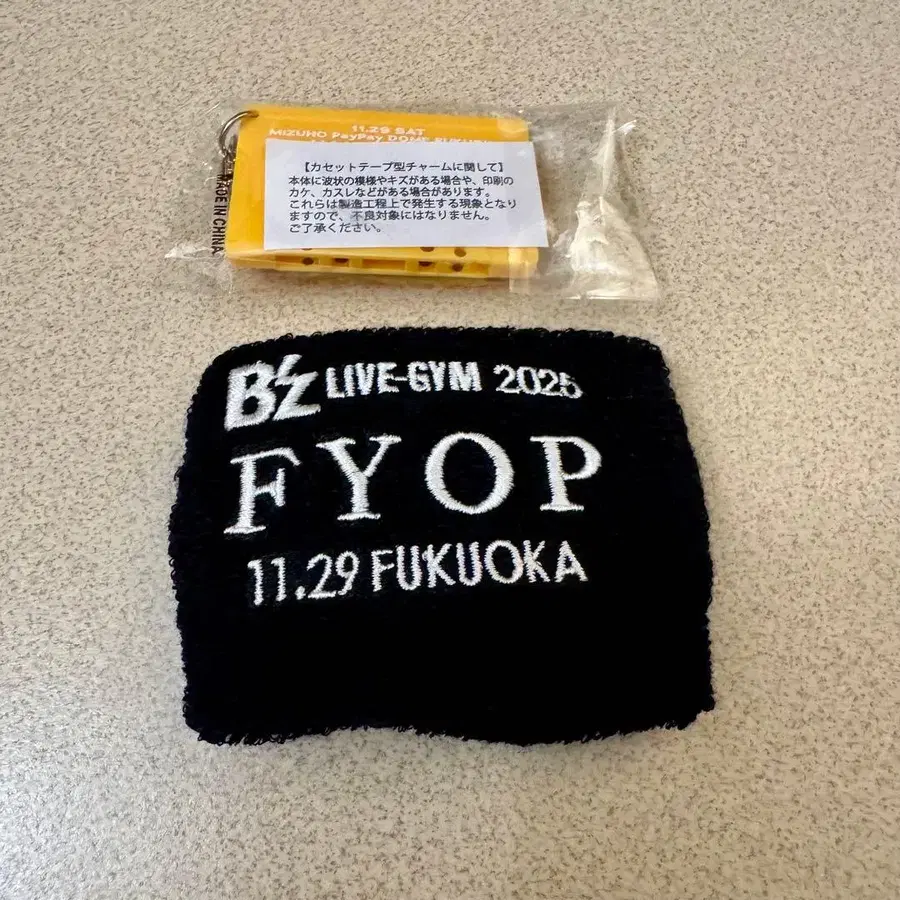 11.29 SAT
MIZUHO PayPay DOME FUKUOKA
【カセットテープ型チャームに関して】
本体に波状の模様やキズがある場合や、印刷の
カケ、カスレなどがある場合があります。
これらは製造工程上で発生する現象となり
ますので、不良対象にはなりません。
ご了承ください。
MADE IN CHINA
B'z LIVE-GYM 2025
FYOP
11.29 FUKUOKA